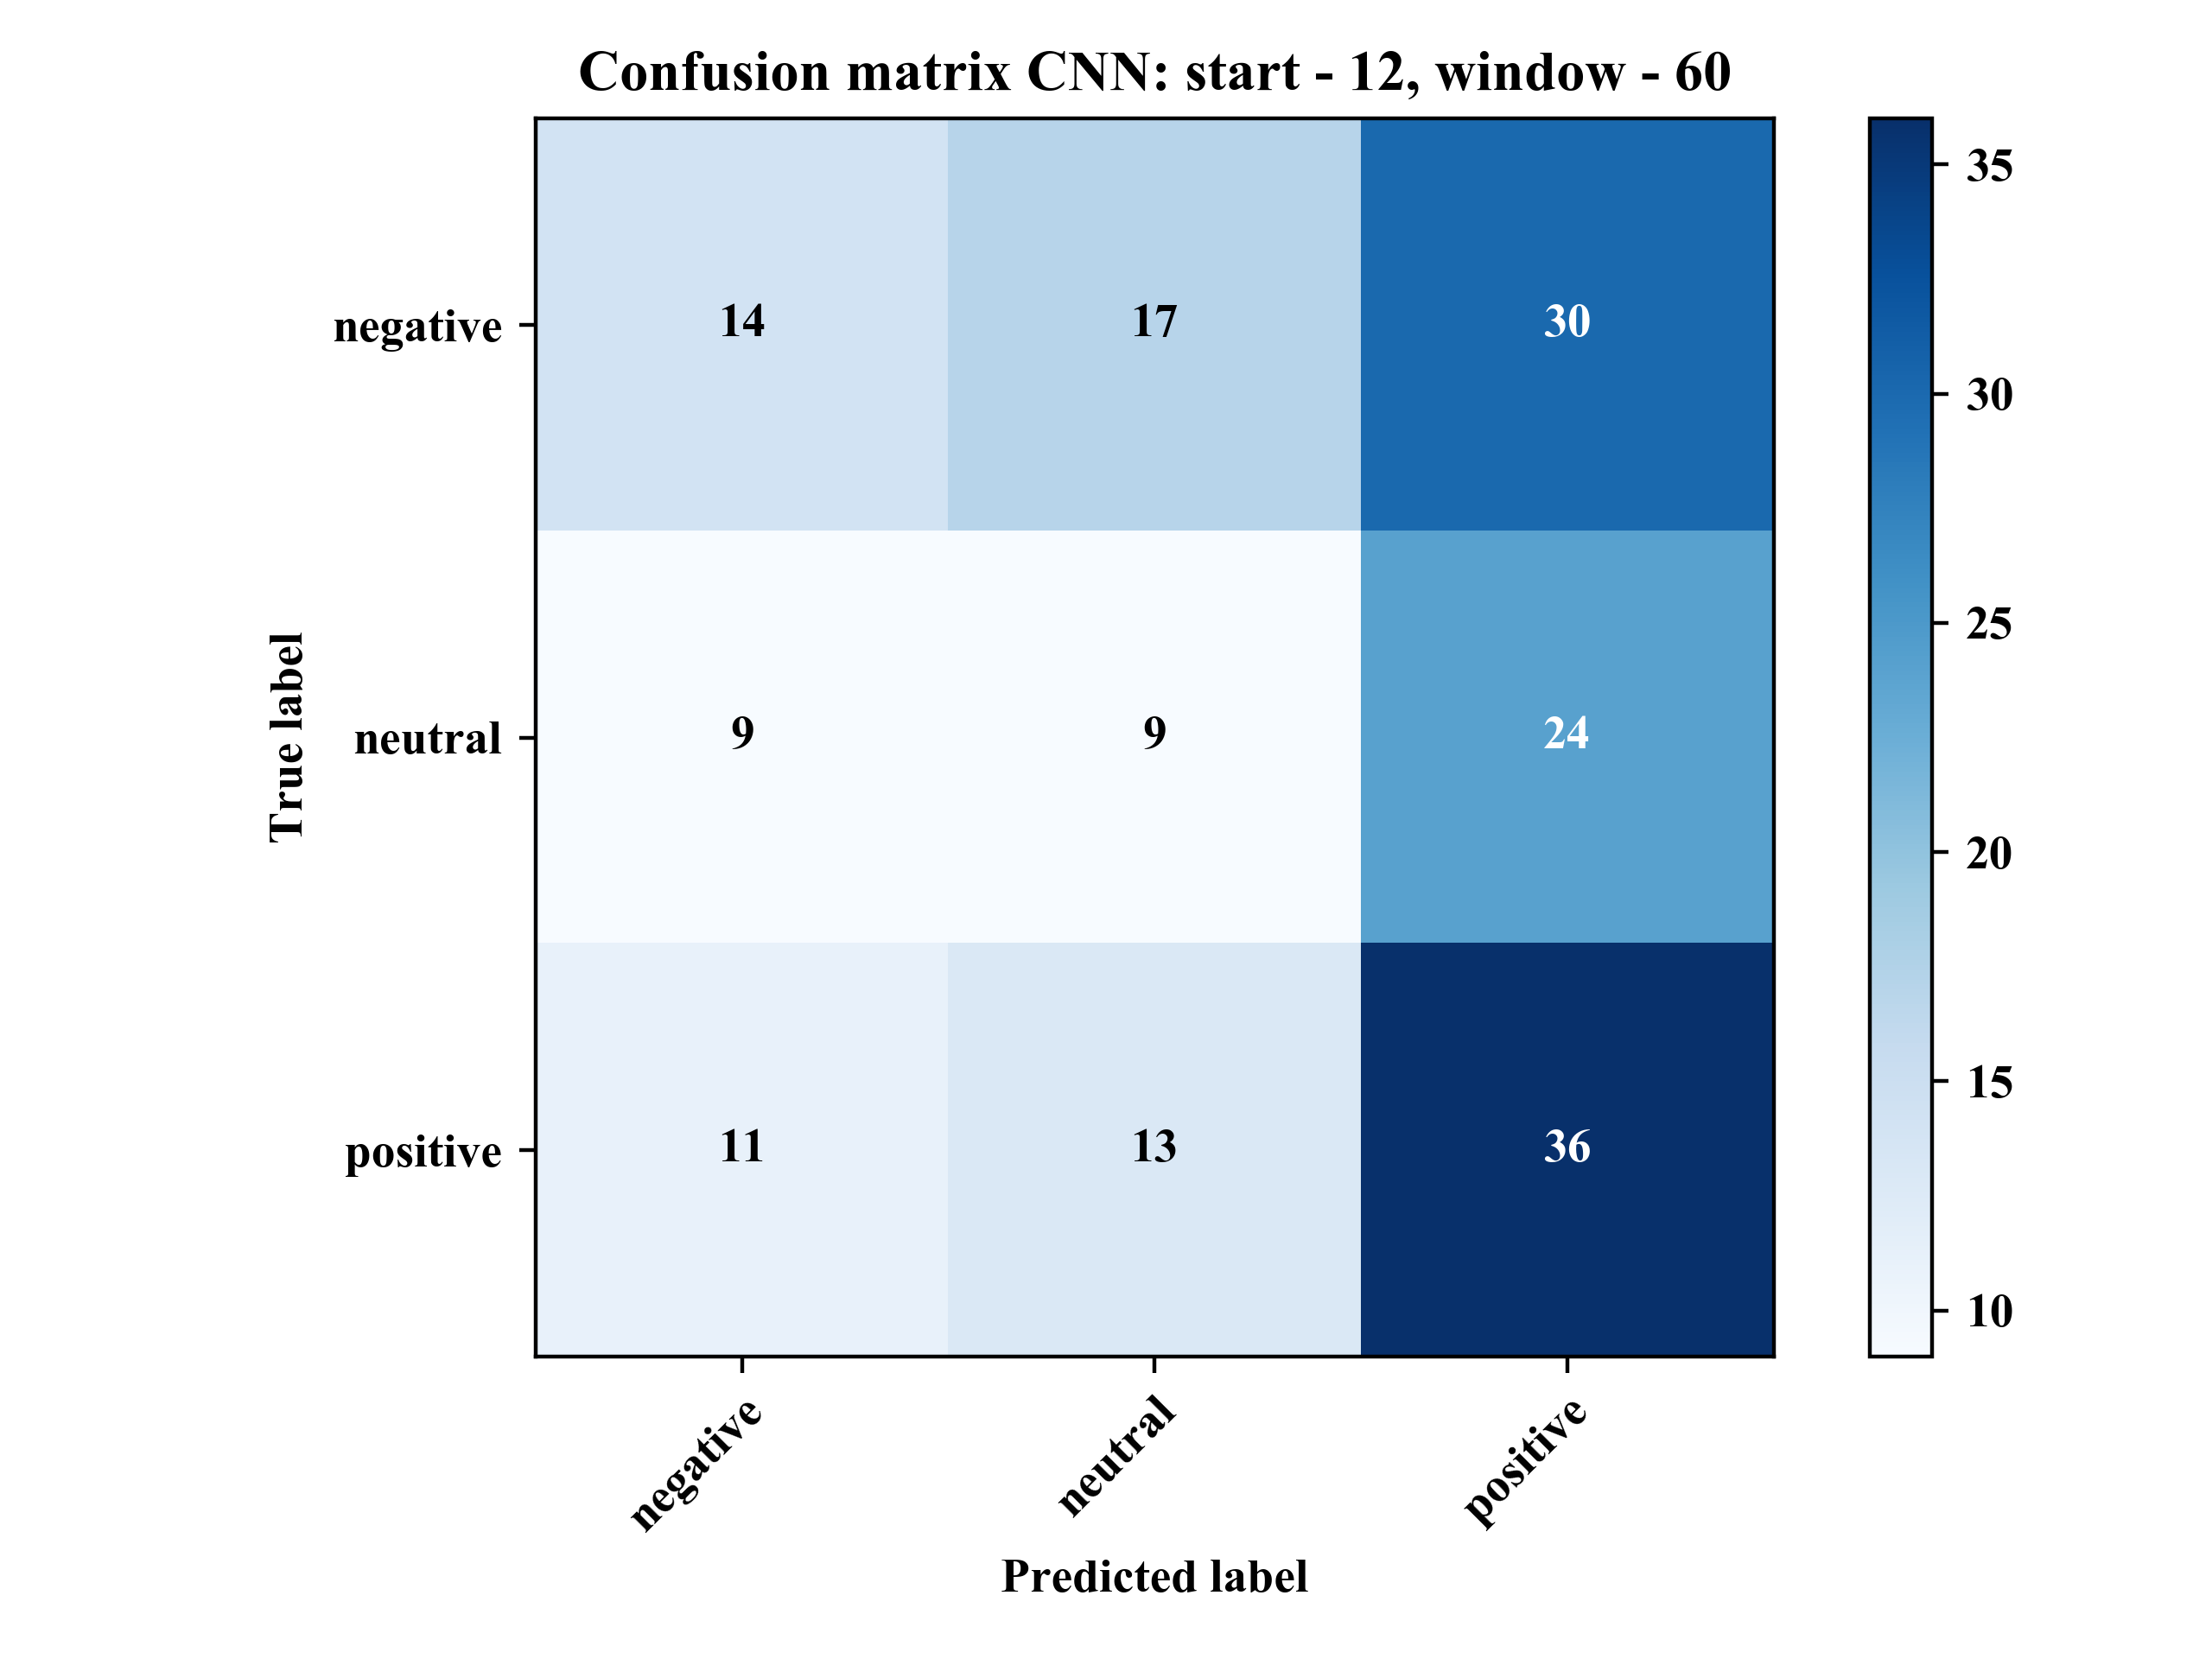 Confusion matrix CNN: start - 12, window - 60
True label
negative
14 17 30
neutral
9 9 24
positive
11 13 36
negative neutral positive
Predicted label
35
30
25
20
15
10